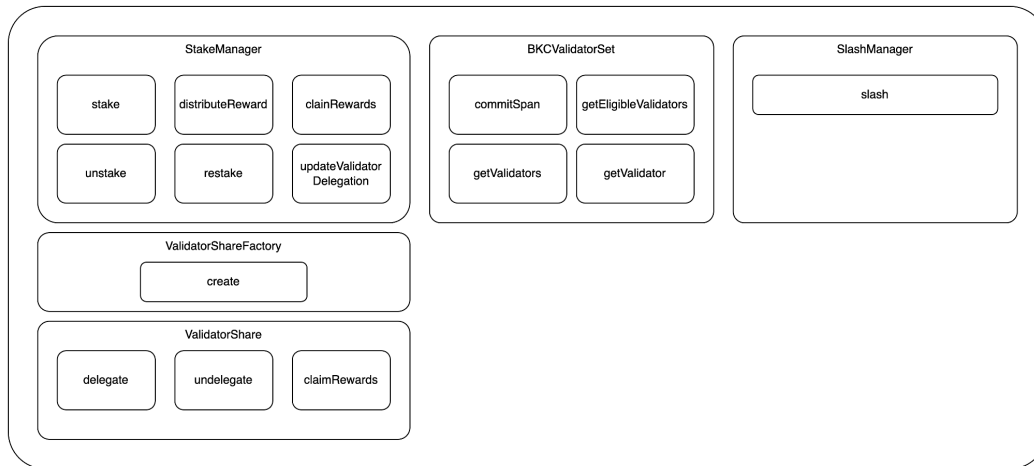 StakeManager
stake
distributeReward
clainRewards
unstake
restake
updateValidator
Delegation
ValidatorShareFactory
create
ValidatorShare
delegate
undelegate
claimRewards
BKCValidatorSet
commitSpan
getEligibleValidators
getValidators
getValidator
SlashManager
slash